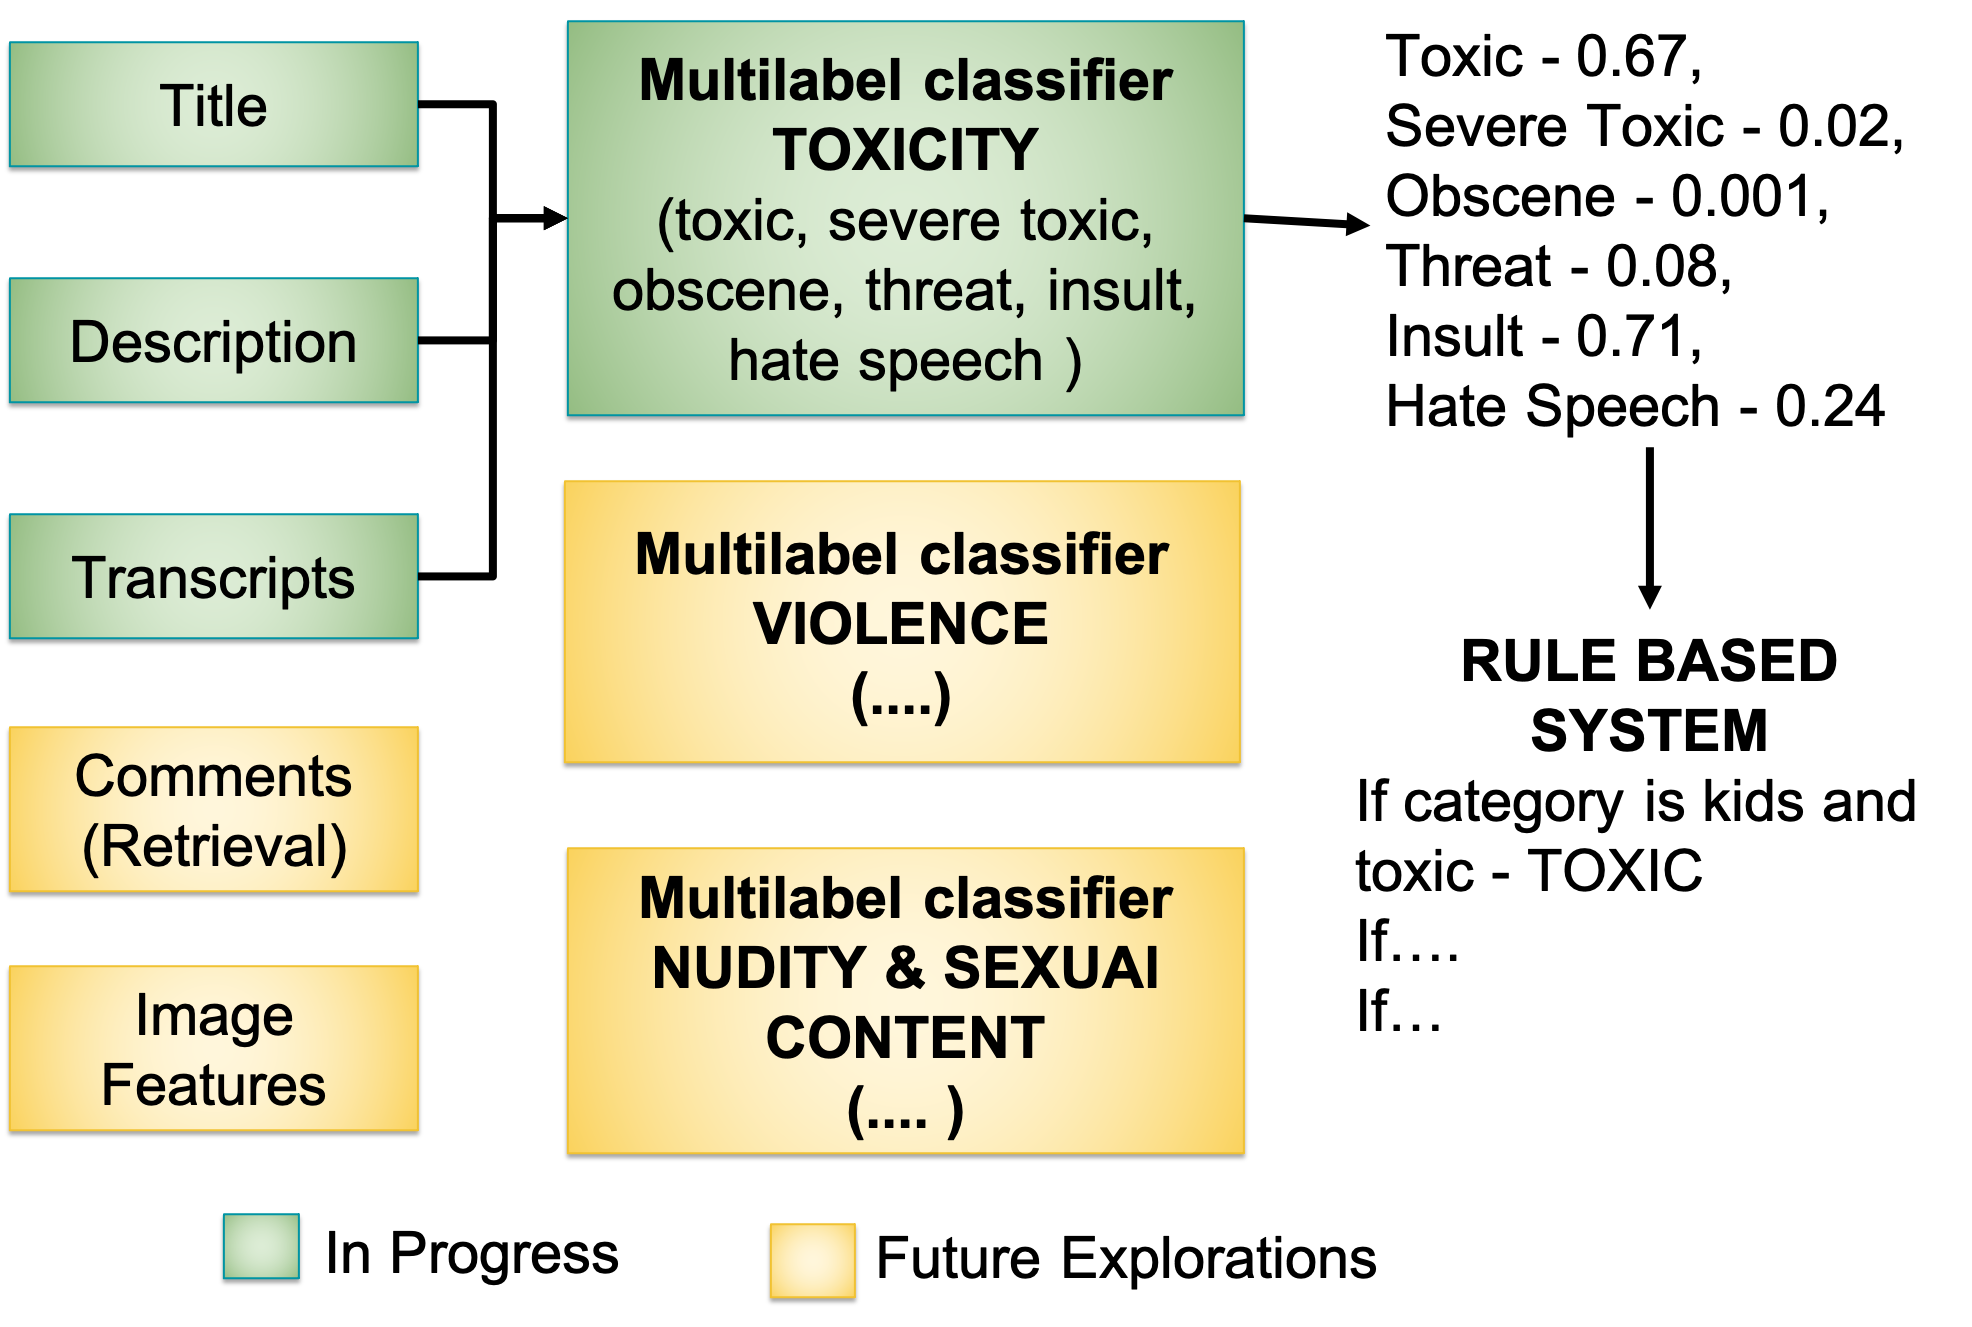 Title
Description
Transcripts
Comments
(Retrieval)
Image
Features
Multilabel classifier
TOXICITY
(toxic, severe toxic,
obscene, threat, insult,
hate speech )
Multilabel classifier
VIOLENCE
(....)
Multilabel classifier
NUDITY & SEXUAl
CONTENT
(.... )
Toxic - 0.67,
Severe Toxic - 0.02,
Obscene - 0.001,
Threat - 0.08,
Insult - 0.71,
Hate Speech - 0.24
RULE BASED
SYSTEM
If category is kids and
toxic - TOXIC
If....
If...
In Progress
Future Explorations